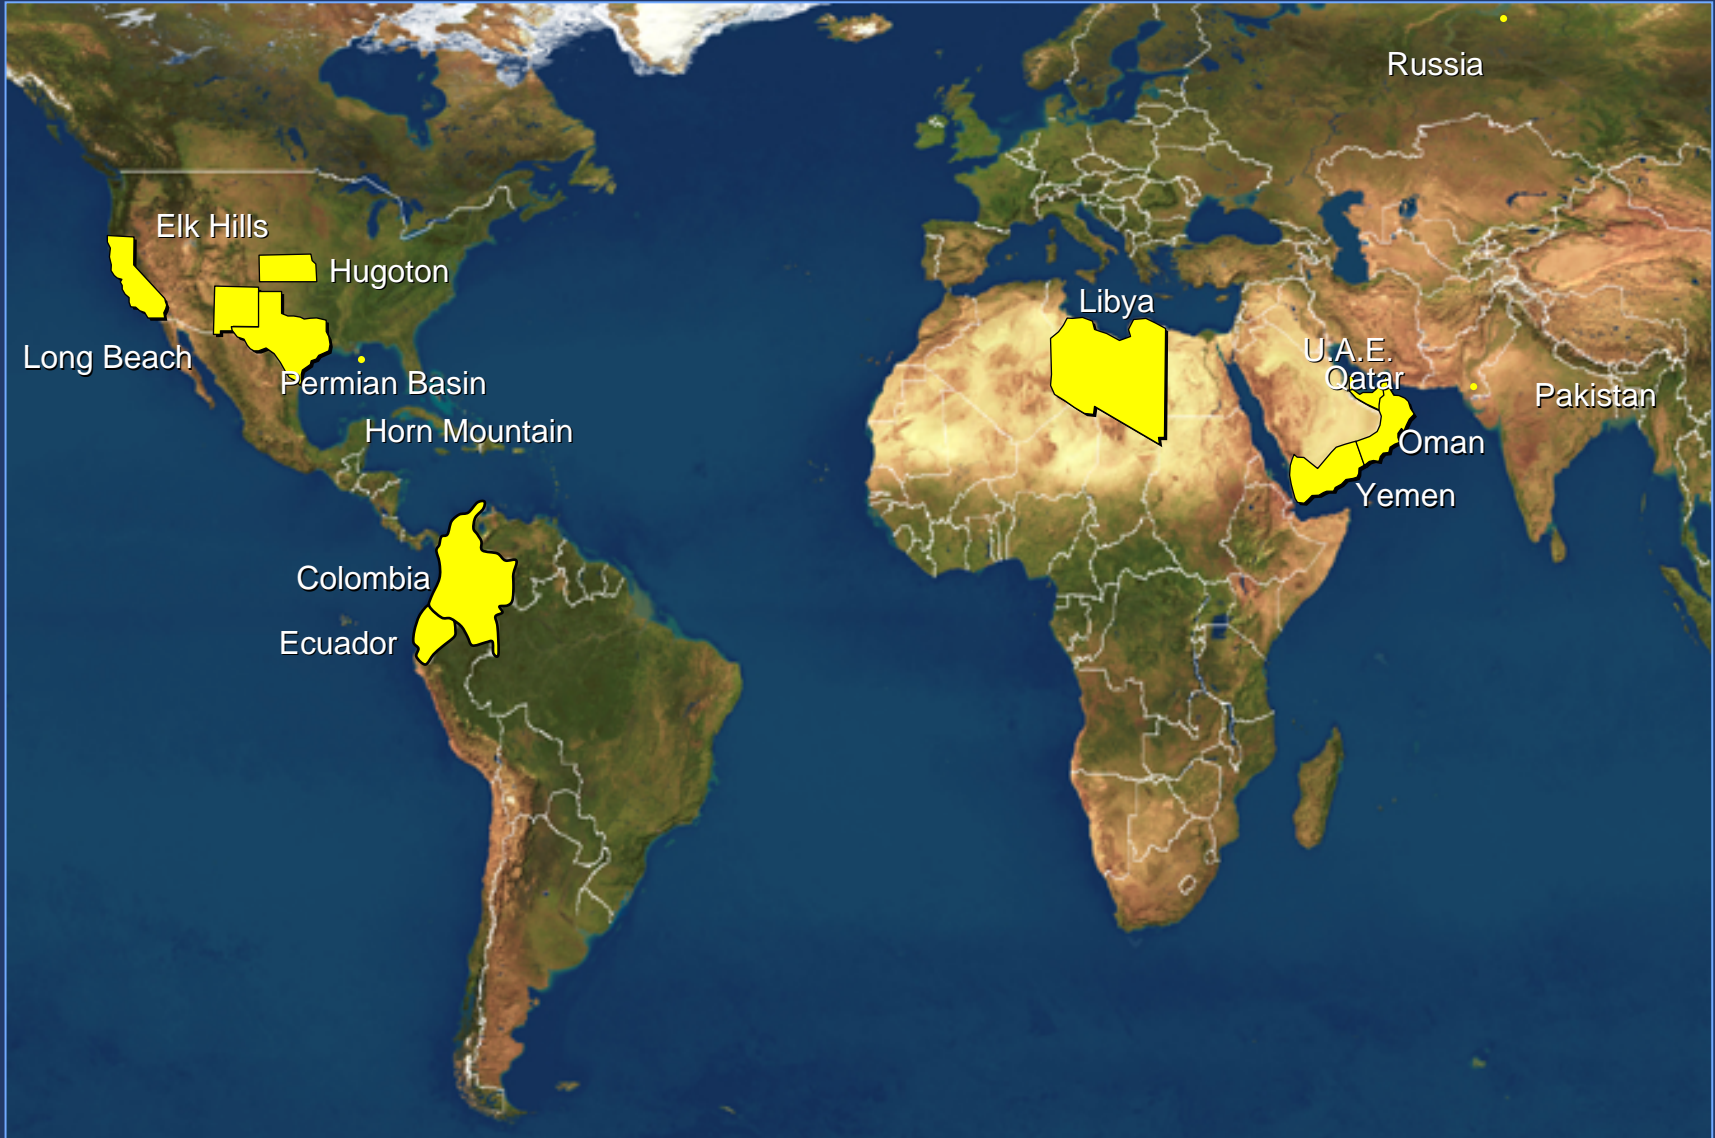 Russia
Elk Hills
Hugoton
Libya
Long Beach
U.A.E.
Qatar
Permian Basin
Pakistan
Horn Mountain
Oman
Yemen
Colombia
Ecuador